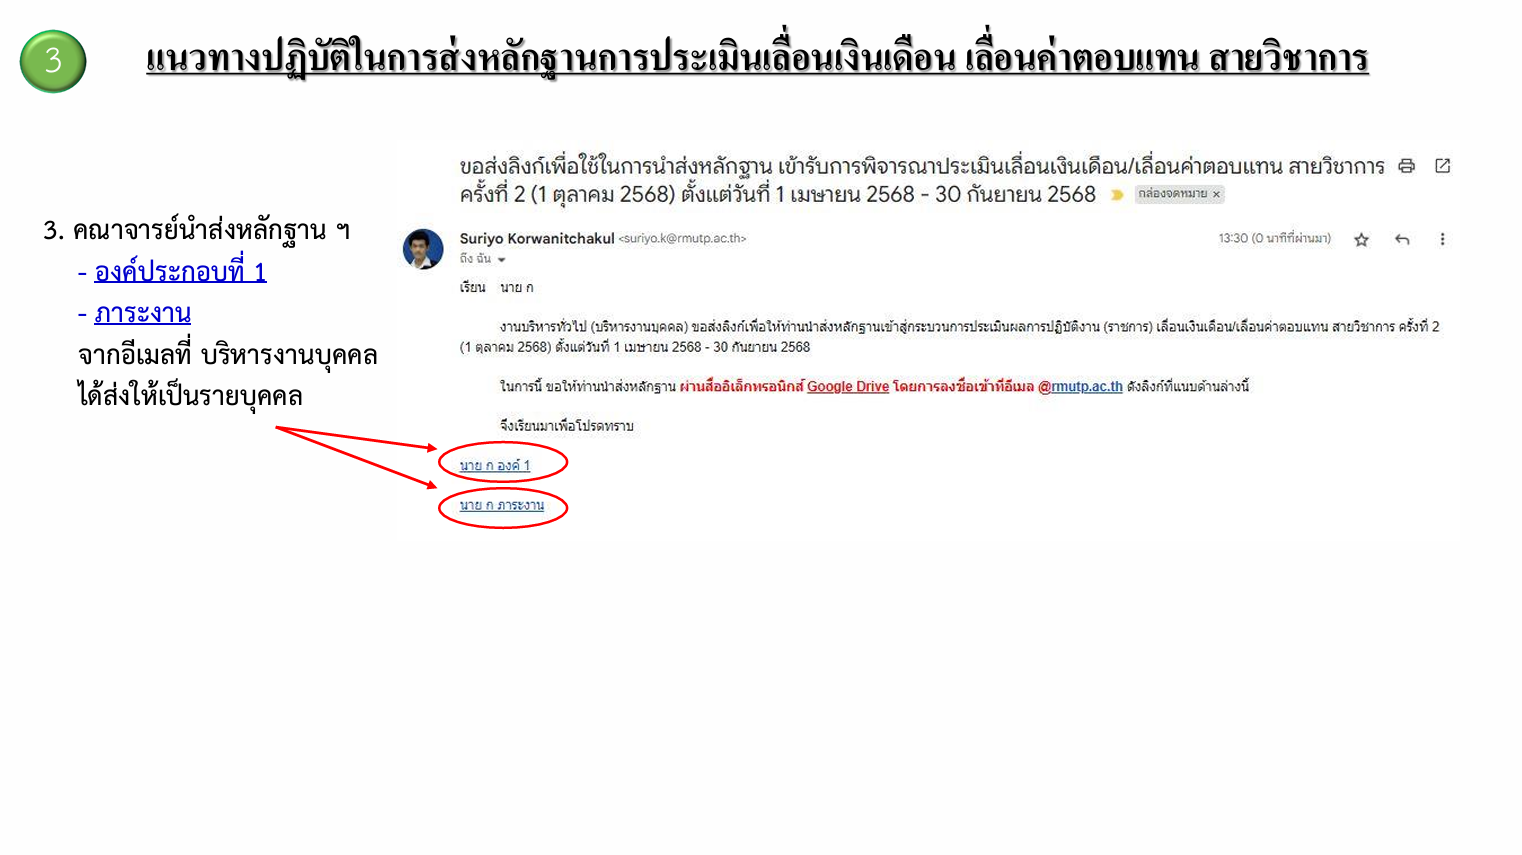 3
แนวทางปฏิบัติในการส่งหลักฐานการประเมินเลื่อนเงินเดือน เลื่อนค่าตอบแทน สายวิชาการ
3. คณาจารย์นำส่งหลักฐาน ฯ
- องค์ประกอบที่ 1
- ภาระงาน
จากอีเมลที่ บริหารงานบุคคล
ได้ส่งให้เป็นรายบุคคล
ขอส่งลิงก์เพื่อใช้ในการนำส่งหลักฐาน เข้ารับการพิจารณาประเมินเลื่อนเงินเดือน/เลื่อนค่าตอบแทน สายวิชาการ
ครั้งที่ 2 (1 ตุลาคม 2568) ตั้งแต่วันที่ 1 เมษายน 2568 - 30 กันยายน 2568 กล่องจดหมาย ×
Suriyo Korwanitchakul <suriyo.k@rmutp.ac.th> 13:30 (0 นาทีที่ผ่านมา)
ถึง ฉัน
เรียน นาย ก
งานบริหารทั่วไป (บริหารงานบุคคล) ขอส่งลิงก์เพื่อให้ท่านนำส่งหลักฐานเข้าสู่กระบวนการประเมินผลการปฏิบัติงาน (ราชการ) เลื่อนเงินเดือน/เลื่อนค่าตอบแทน สายวิชาการ ครั้งที่ 2
(1 ตุลาคม 2568) ตั้งแต่วันที่ 1 เมษายน 2568 - 30 กันยายน 2568
ในการนี้ ขอให้ท่านนำส่งหลักฐาน ผ่านสื่ออิเล็กทรอนิกส์ Google Drive โดยการลงชื่อเข้าที่อีเมล @rmutp.ac.th ดังลิงก์ที่แนบด้านล่างนี้
จึงเรียนมาเพื่อโปรดทราบ
นาย ก องค์ 1
นาย ก ภาระงาน